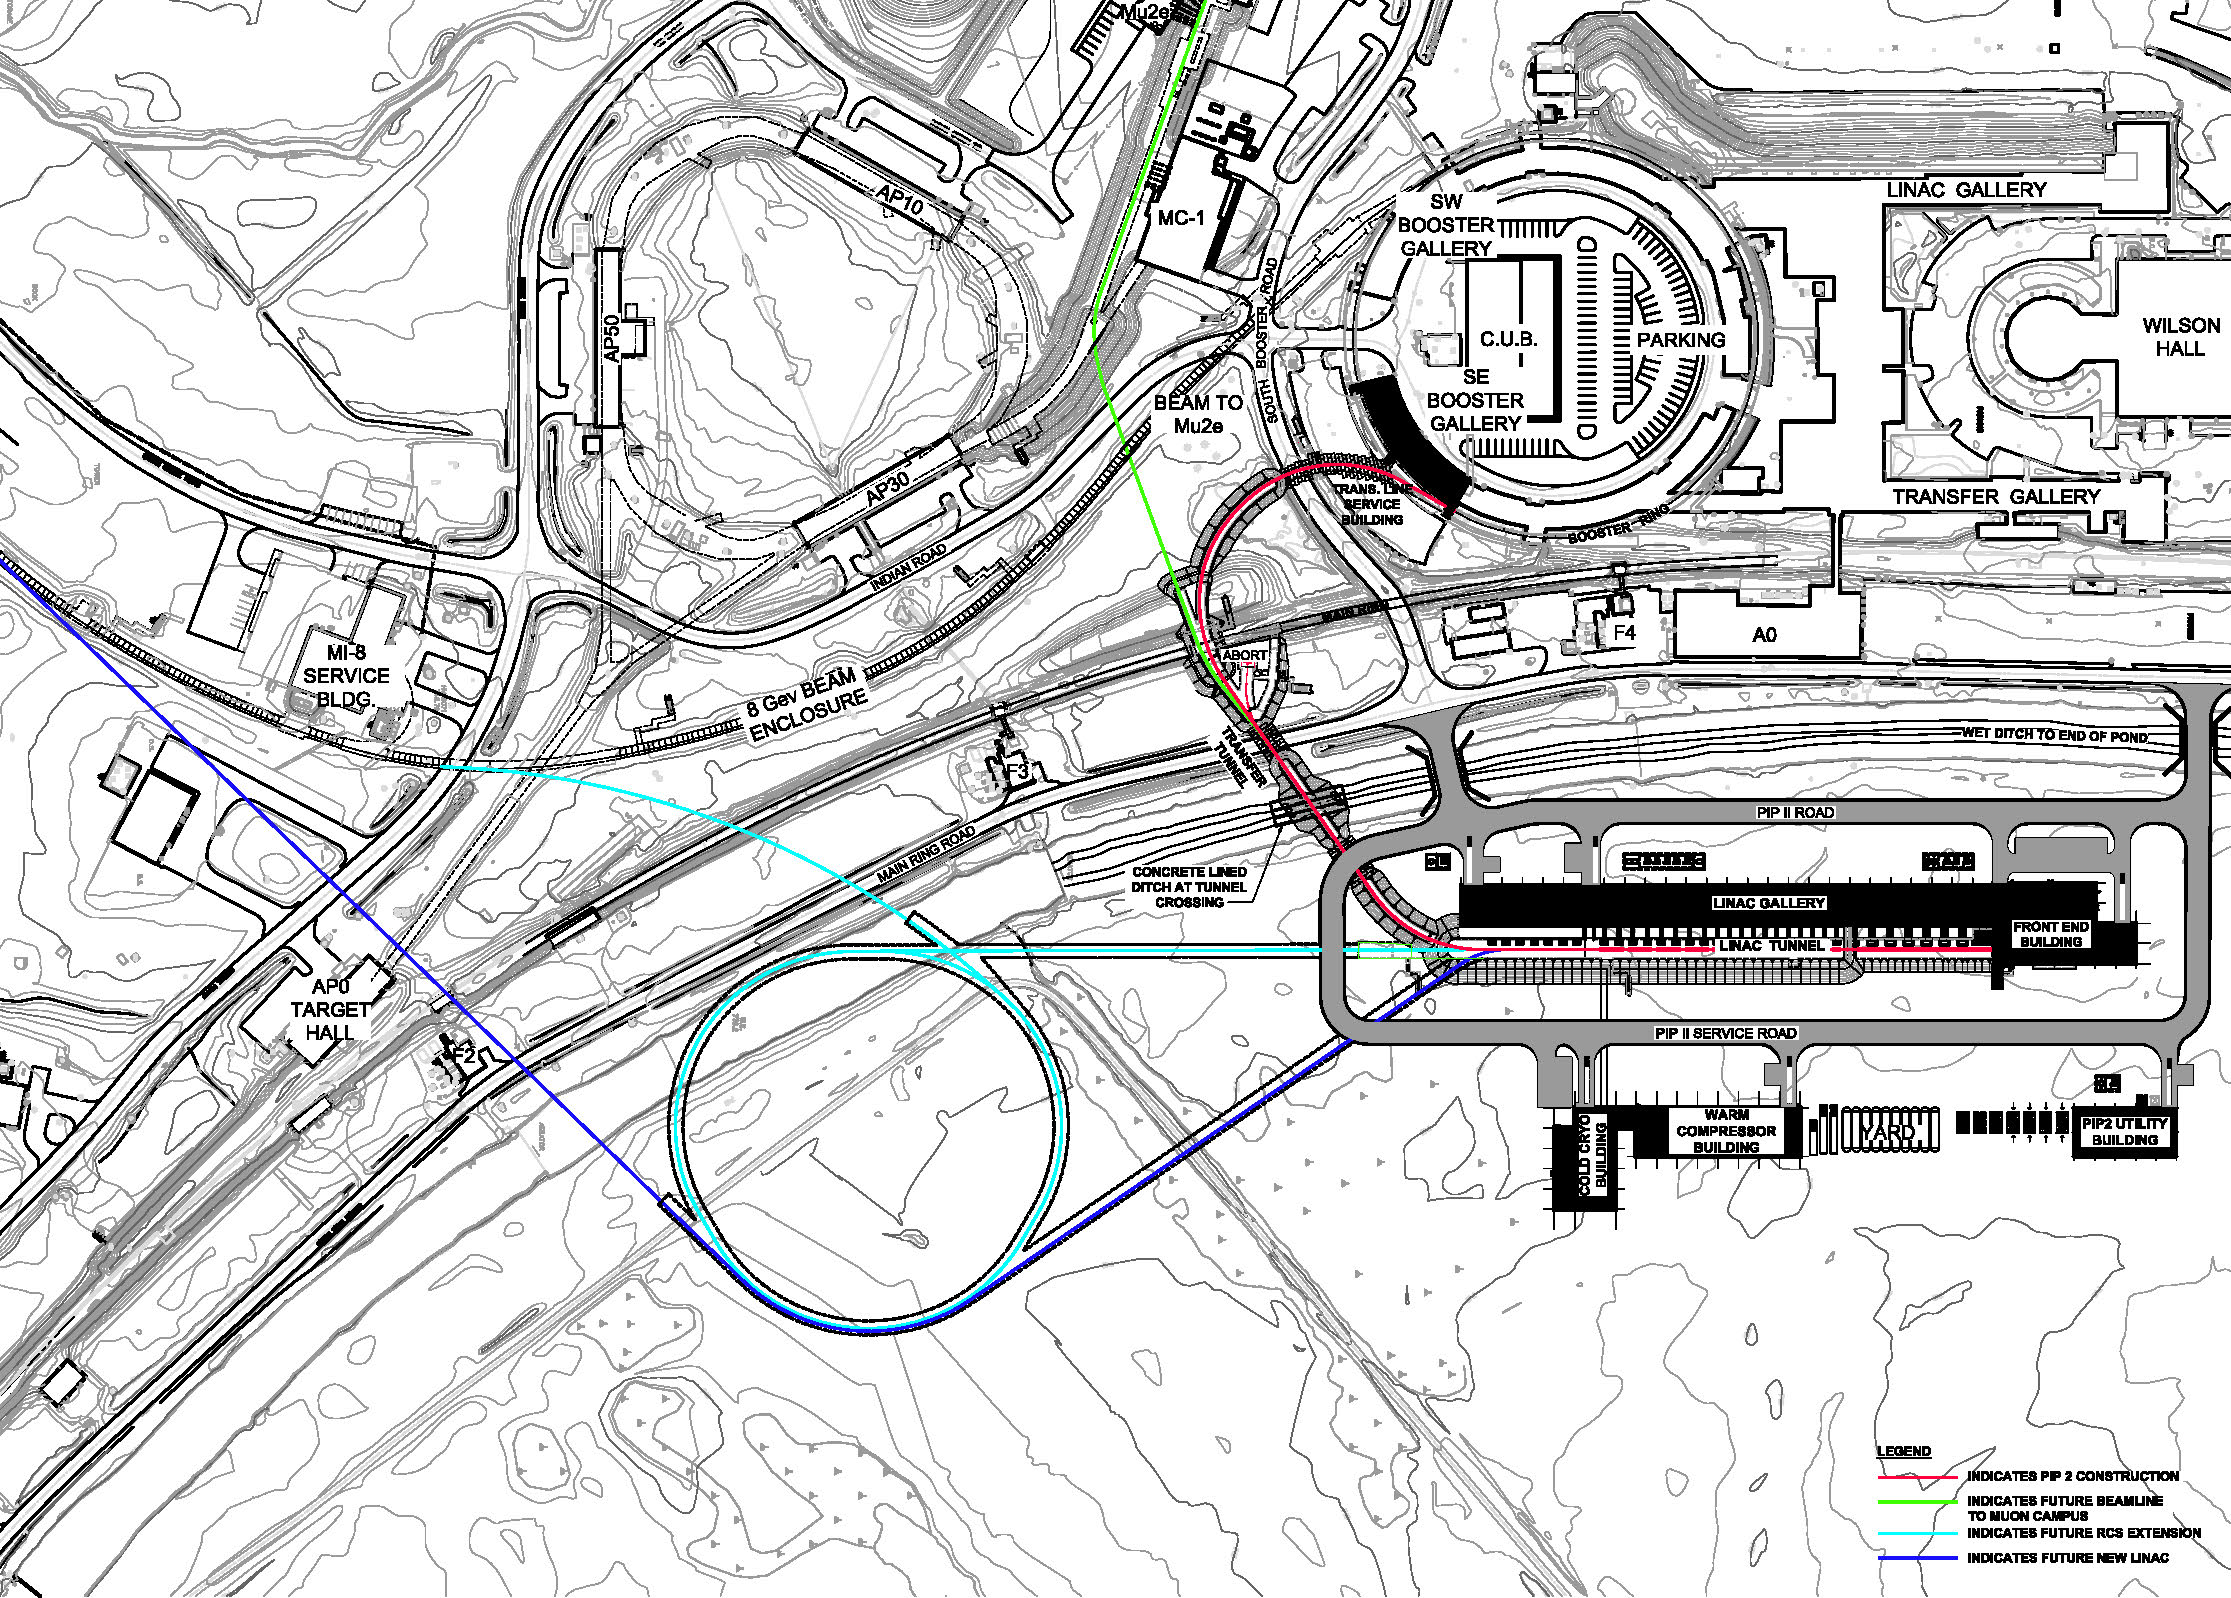 Mu2e
AP10
MC-1
SOUTH BOOSTER ROAD
SW
BOOSTER
GALLERY
C.U.B.
PARKING
SE
BOOSTER
GALLERY
LINAC GALLERY
WILSON
HALL
TRANSFER GALLERY
AP50
BEAM TO
Mu2e
AP30
INDIAN ROAD
TRANS. LINE
SERVICE
BUILDING
BOOSTER RING
MAIN RING
F4
A0
ABORT
MI-8
SERVICE
BLDG.
8 Gev BEAM
ENCLOSURE
F3
TRANSFER
TUNNEL
WET DITCH TO END OF POND
PIP II ROAD
MAIN RING ROAD
CONCRETE LINED
DITCH AT TUNNEL
CROSSING
LINAC GALLERY
LINAC TUNNEL
FRONT END
BUILDING
AP0
TARGET
HALL
F2
PIP II SERVICE ROAD
COLD CRYO
BUILDING
WARM
COMPRESSOR
BUILDING
YARD
PIP2 UTILITY
BUILDING
LEGEND
INDICATES PIP 2 CONSTRUCTION
INDICATES FUTURE BEAMLINE
TO MUON CAMPUS
INDICATES FUTURE RCS EXTENSION
INDICATES FUTURE NEW LINAC